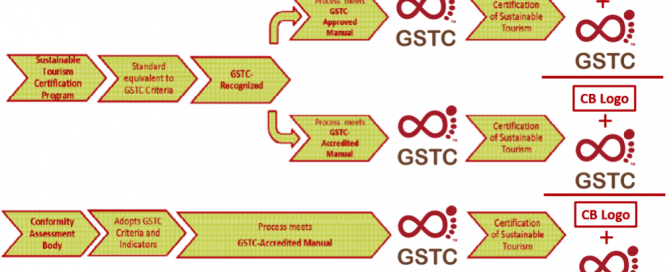 Process meets
GSTC-
Approved
Manual
GSTC
Certification
of Sustainable
Tourism
+
GSTC
Sustainable
Tourism
Certification
Program
Standard
equivalent to
GSTC Criteria
GSTC-
Recognized
Process meets
GSTC-
Accredited
Manual
GSTC
Certification
of Sustainable
Tourism
CB Logo
+
GSTC
Conformity
Assessment
Body
Adopts GSTC
Criteria and
Indicators
Process meets
GSTC-Accredited Manual
GSTC
Certification
of Sustainable
Tourism
CB Logo
+